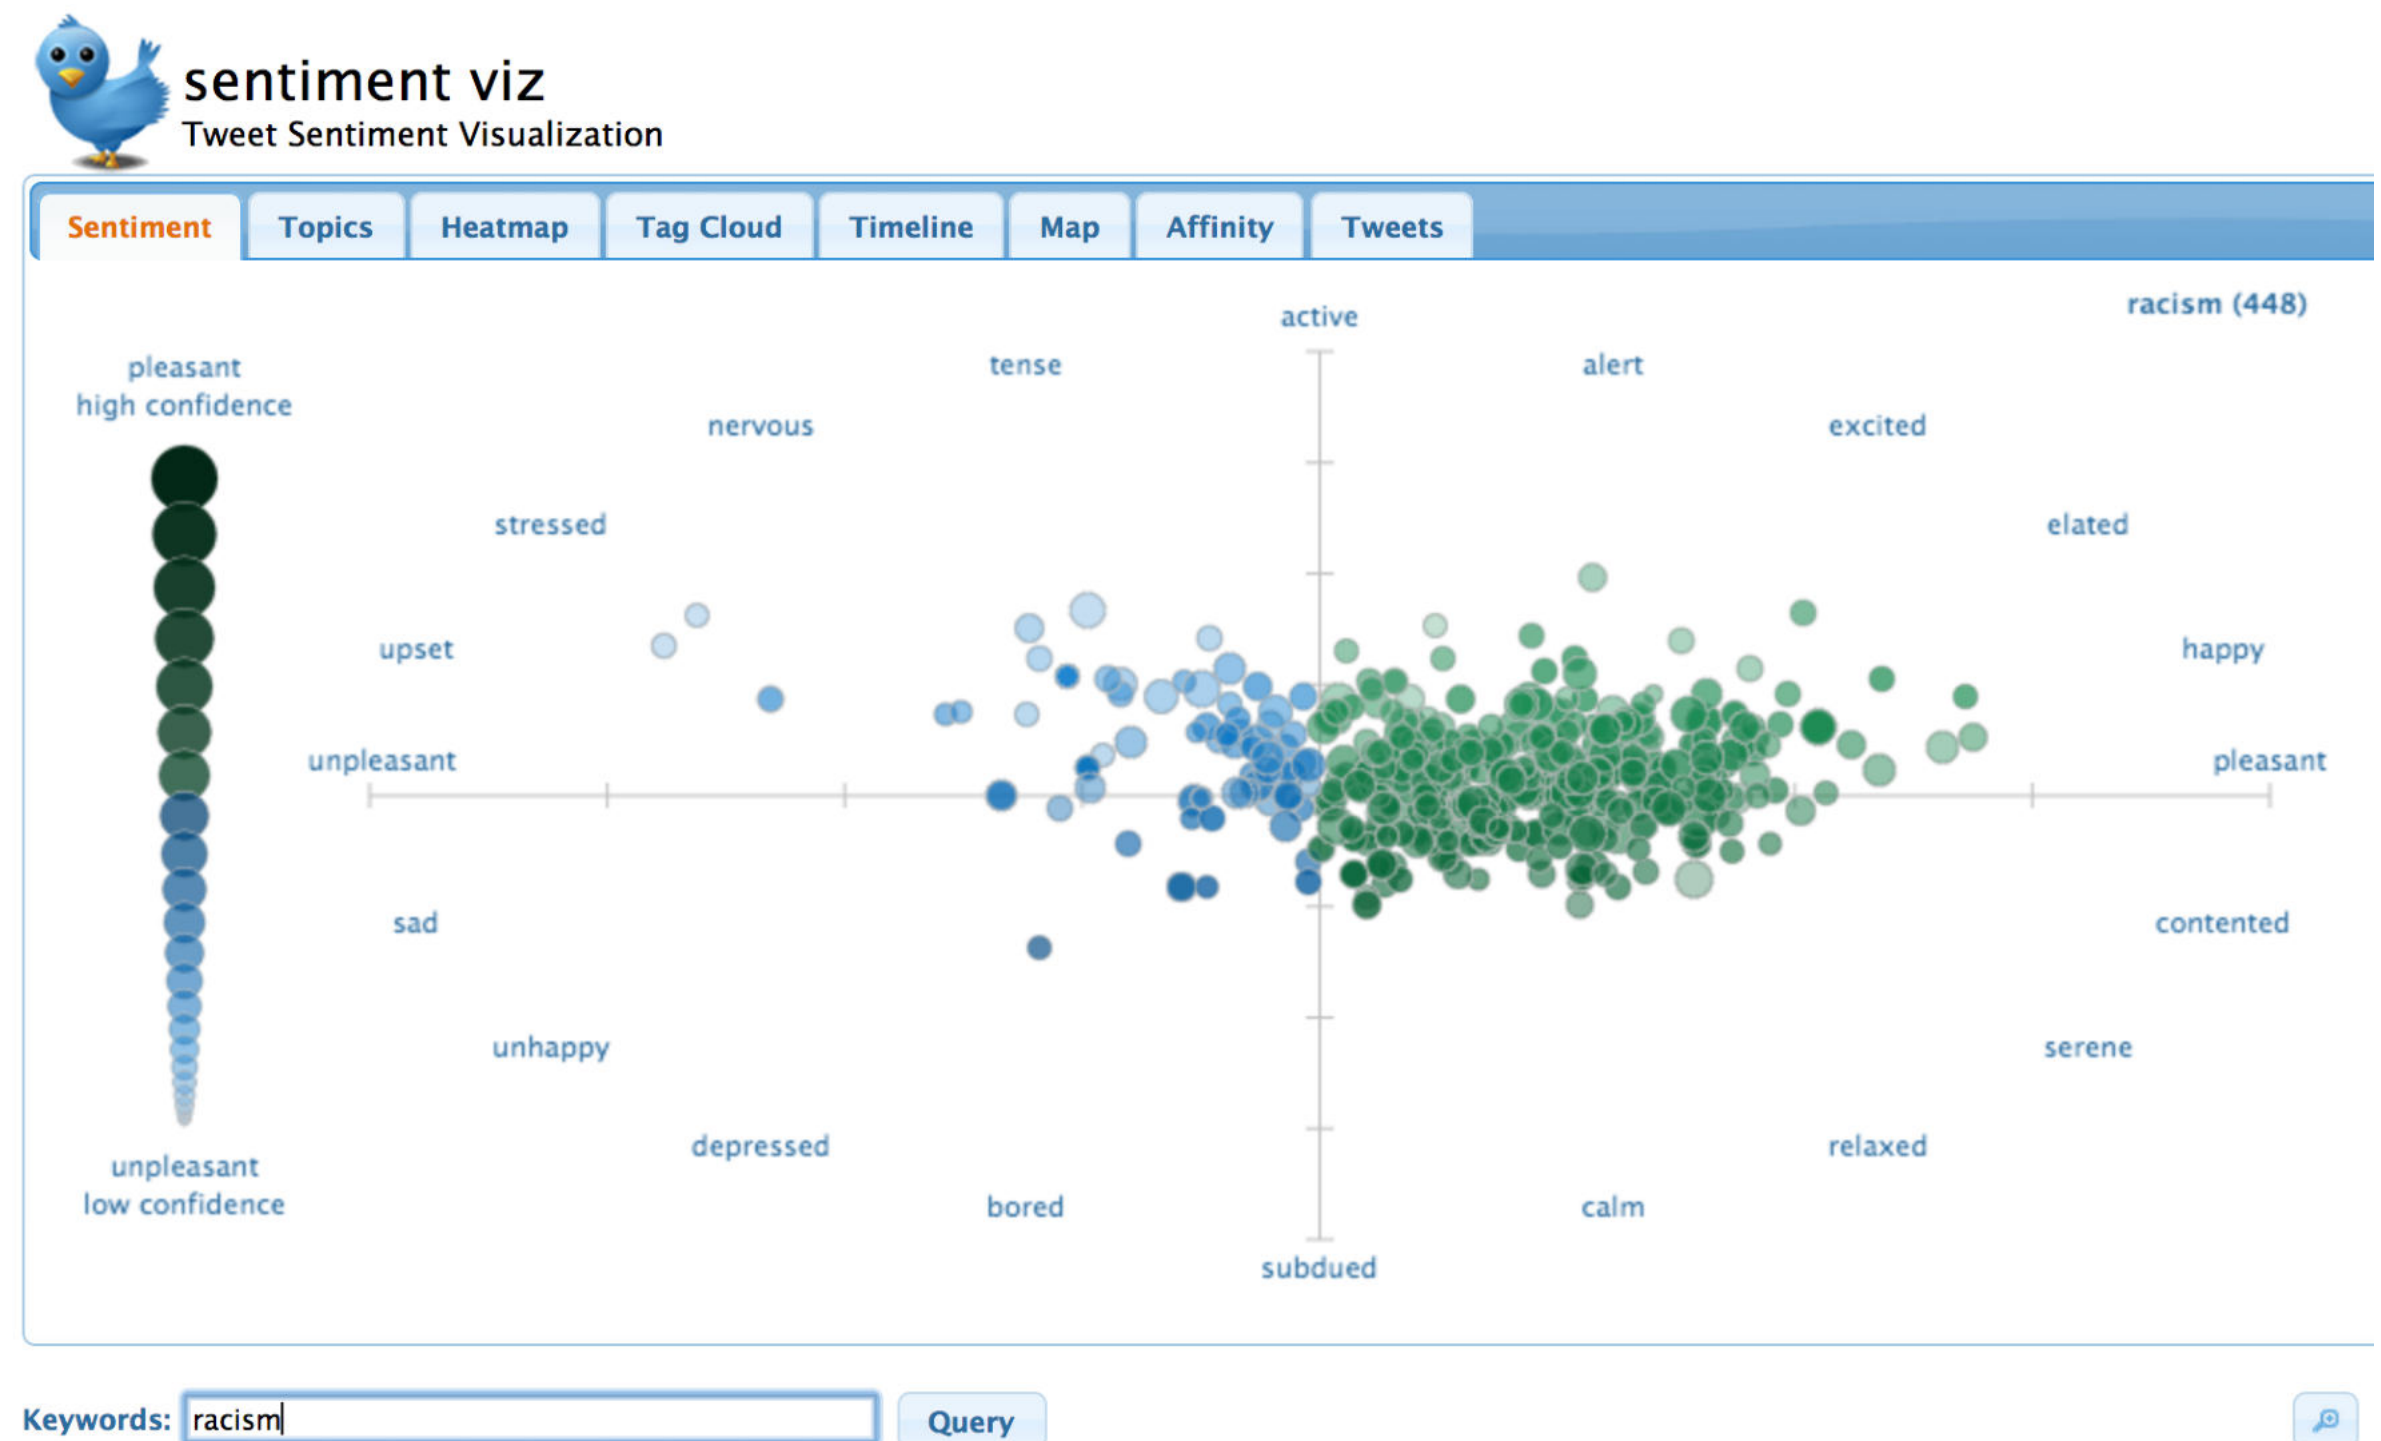 sentiment viz
Tweet Sentiment Visualization
Sentiment Topics Heatmap Tag Cloud Timeline Map Affinity Tweets
racism (448)
active
tense alert
pleasant
high confidence
nervous excited
stressed elated
upset happy
unpleasant pleasant
sad contented
unhappy serene
depressed relaxed
unpleasant
low confidence
bored calm
subdued
Keywords: racism Query